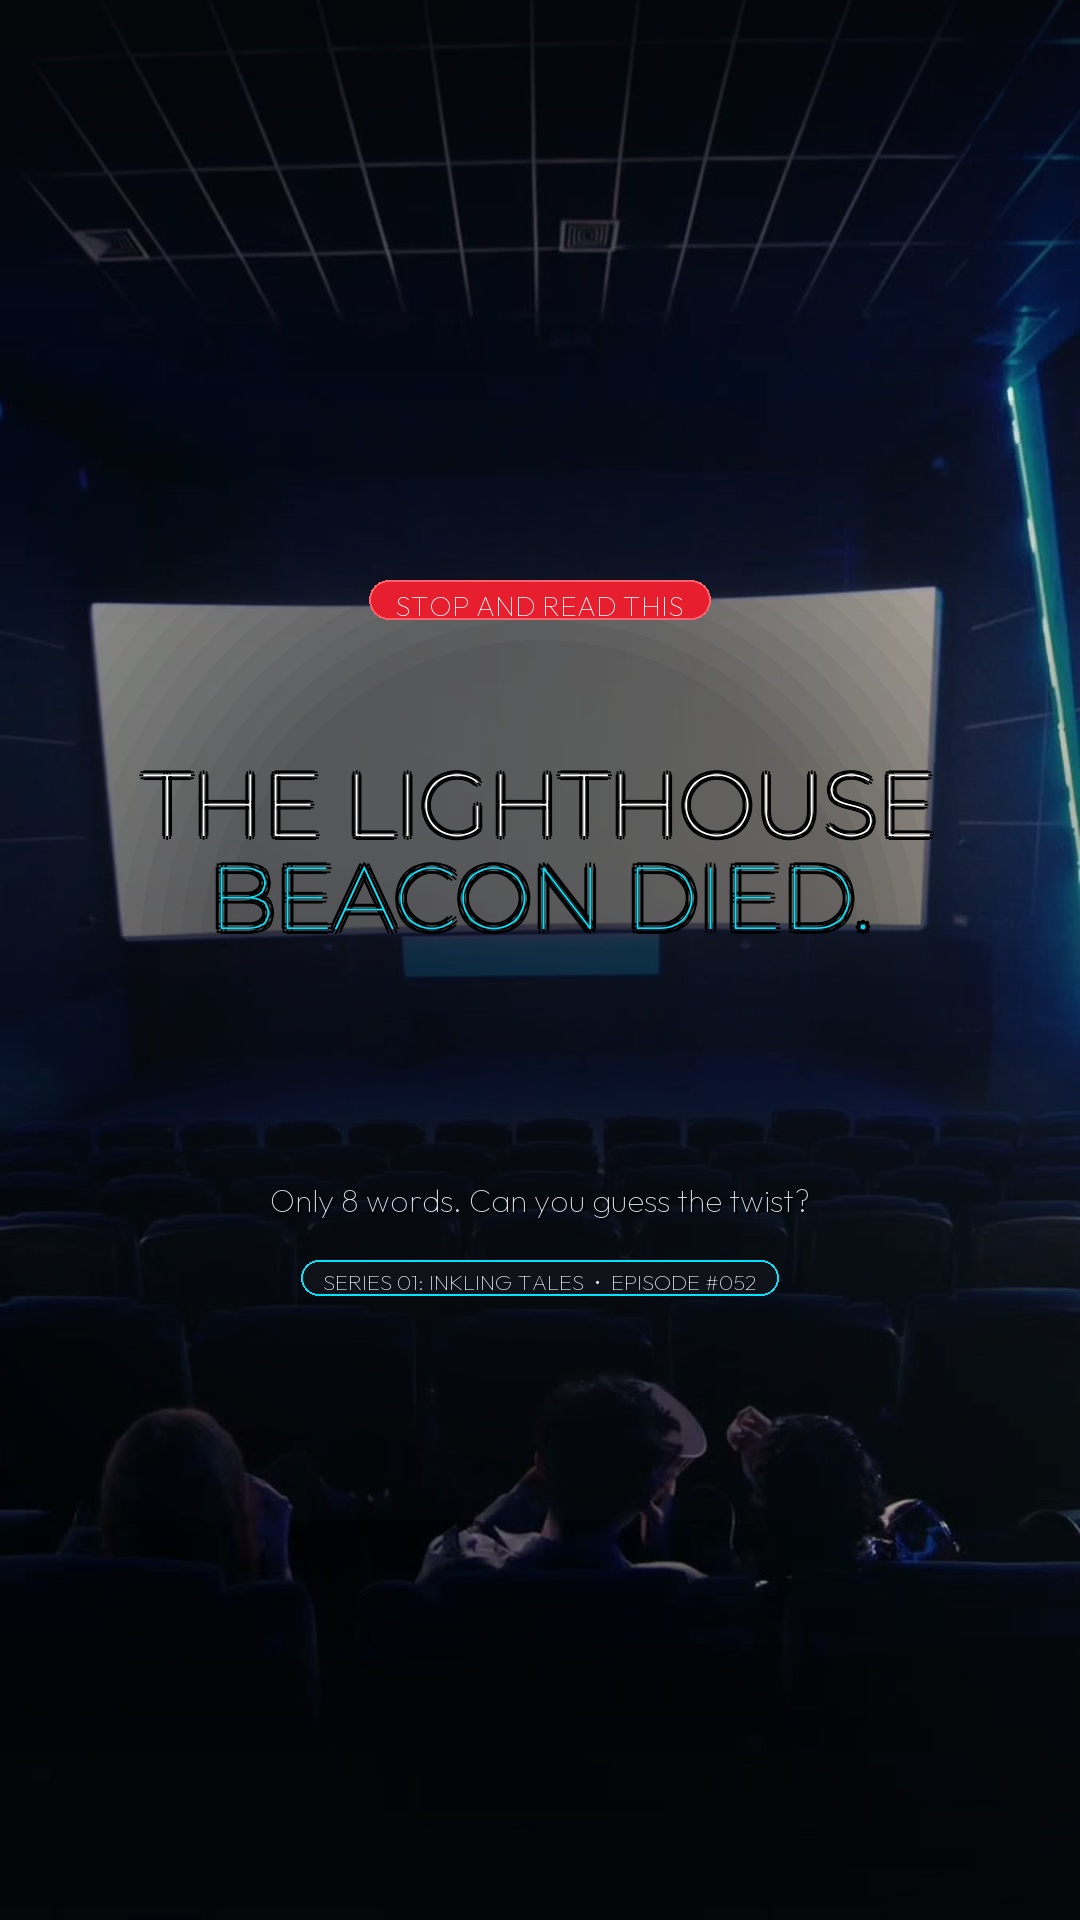 STOP AND READ THIS
THE LIGHTHOUSE
BEACON DIED.
Only 8 words. Can you guess the twist?
SERIES 01: INKLING TALES • EPISODE #052